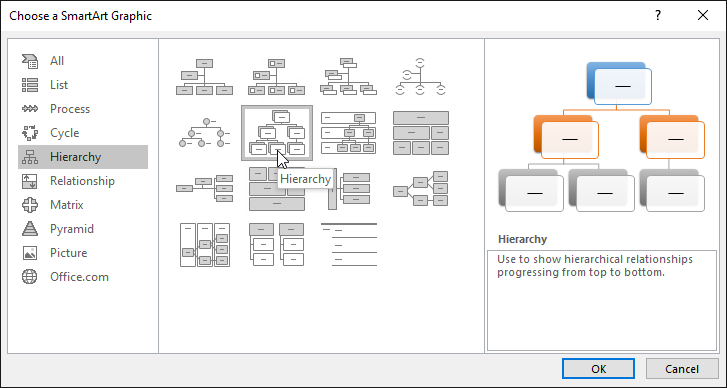 Choose a SmartArt Graphic
?
All
List
Process
Cycle
Hierarchy
Relationship
Matrix
Pyramid
Picture
Office.com
Hierarchy
Hierarchy
Use to show hierarchical relationships
progressing from top to bottom.
OK
Cancel